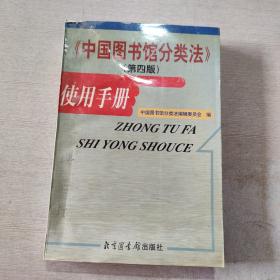 《中国图书馆分类法》
(第四版)
使用手册
中国图书馆分类法编辑委员会 编
ZHONG TU FA
SHI YONG SHOUCE
北京图书馆出版社